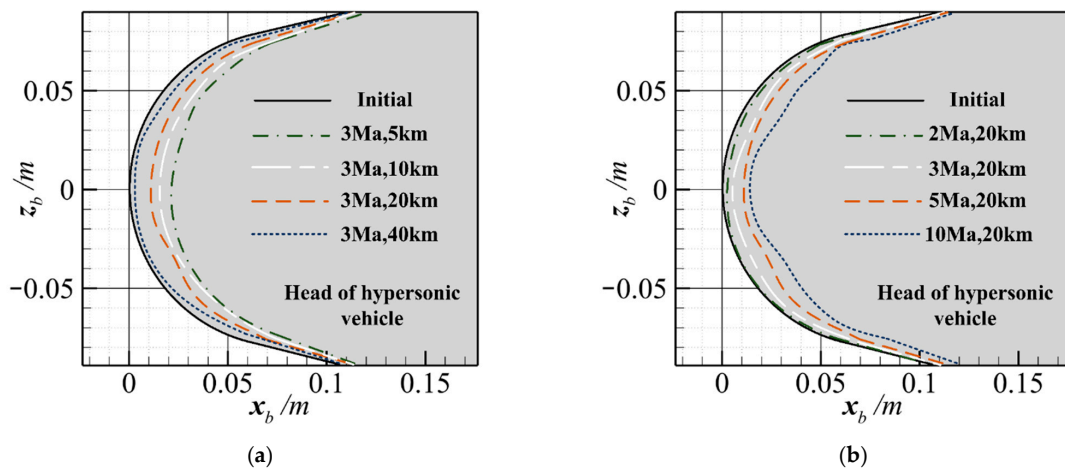 0.05
0
−0.05
z_b /m
Initial
3Ma,5km
3Ma,10km
3Ma,20km
3Ma,40km
Head of hypersonic
vehicle
0
0.05
0.1
0.15
x_b /m
(a)
0.05
0
−0.05
z_b /m
Initial
2Ma,20km
3Ma,20km
5Ma,20km
10Ma,20km
Head of hypersonic
vehicle
0
0.05
0.1
0.15
x_b /m
(b)